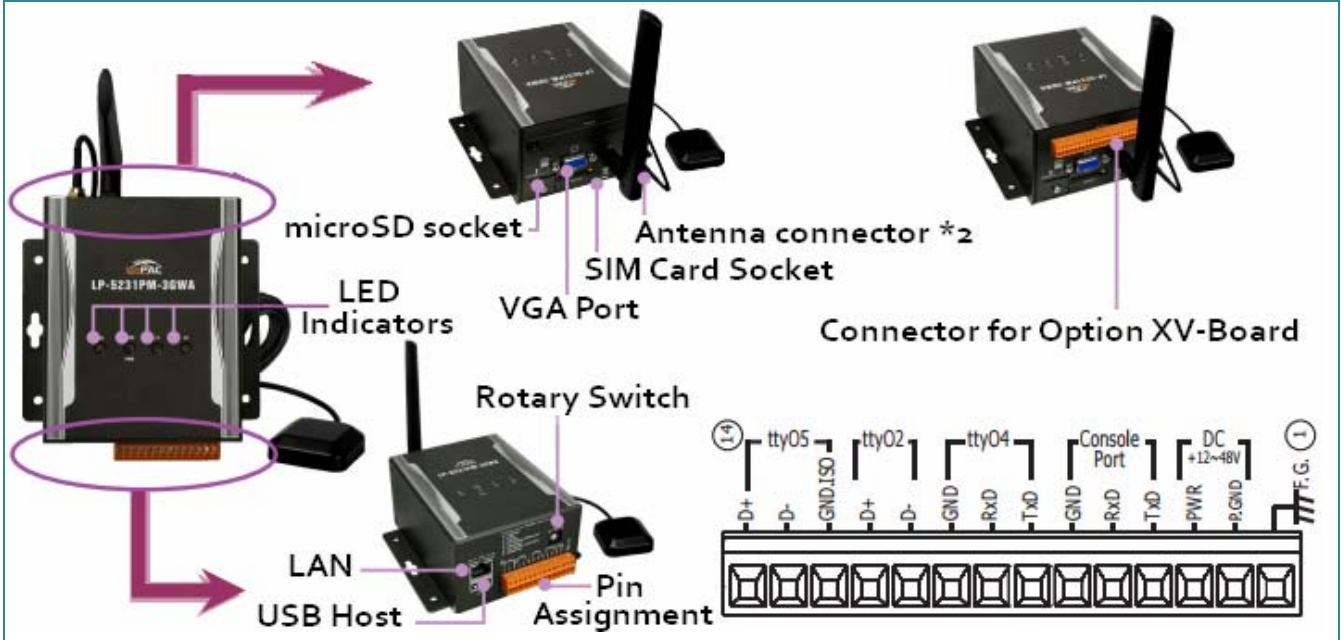 microSD socket
Antenna connector *2
SIM Card Socket
VGA Port
Connector for Option XV-Board
LP-5231PM-3GWA
LED
Indicators
Rotary Switch
LAN
USB Host
Pin
Assignment
14 ttyO5 ttyO2 ttyO4 Console DC 1
Port +12~48V
D+ D- GND.ISO D+ D- GND RxD TxD GND RxD TxD PWR P.GND F.G.